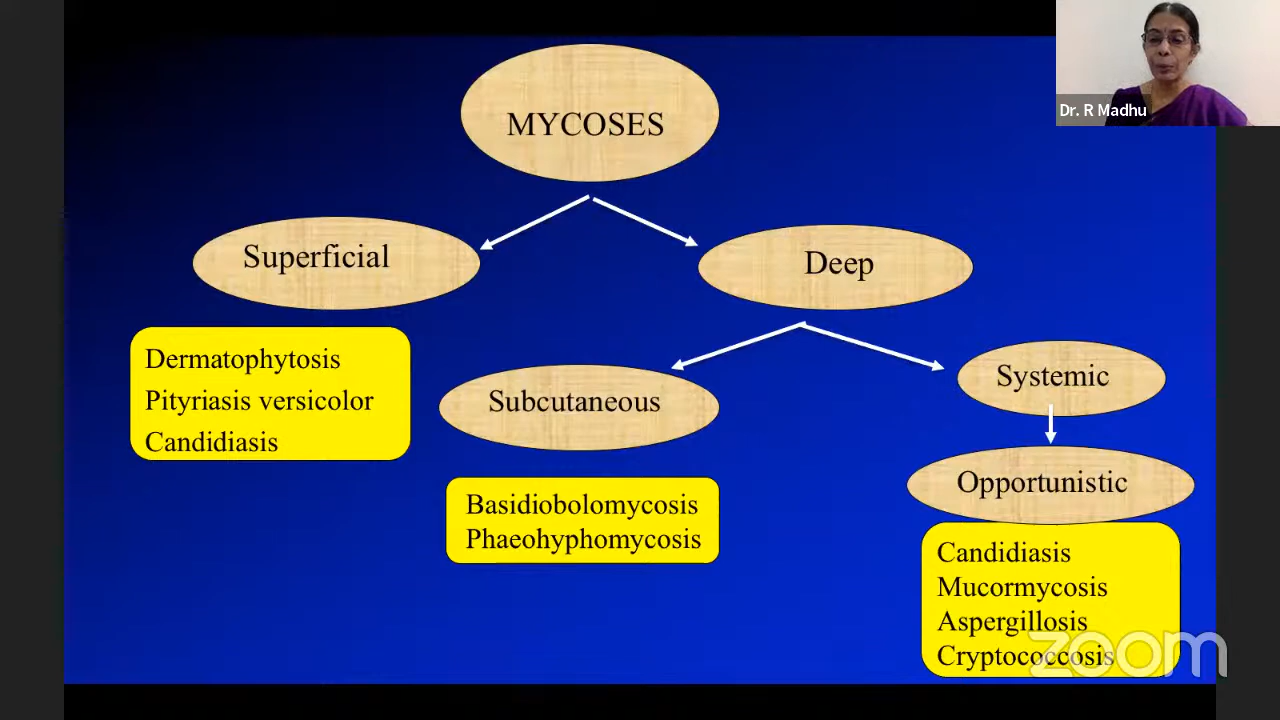 Dr. R Madhu
MYCOSES
Superficial
Deep
Dermatophytosis
Pityriasis versicolor
Candidiasis
Subcutaneous
Systemic
Basidiobolomycosis
Phaeohyphomycosis
Opportunistic
Candidiasis
Mucormycosis
Aspergillosis
Cryptococcosis
zoom